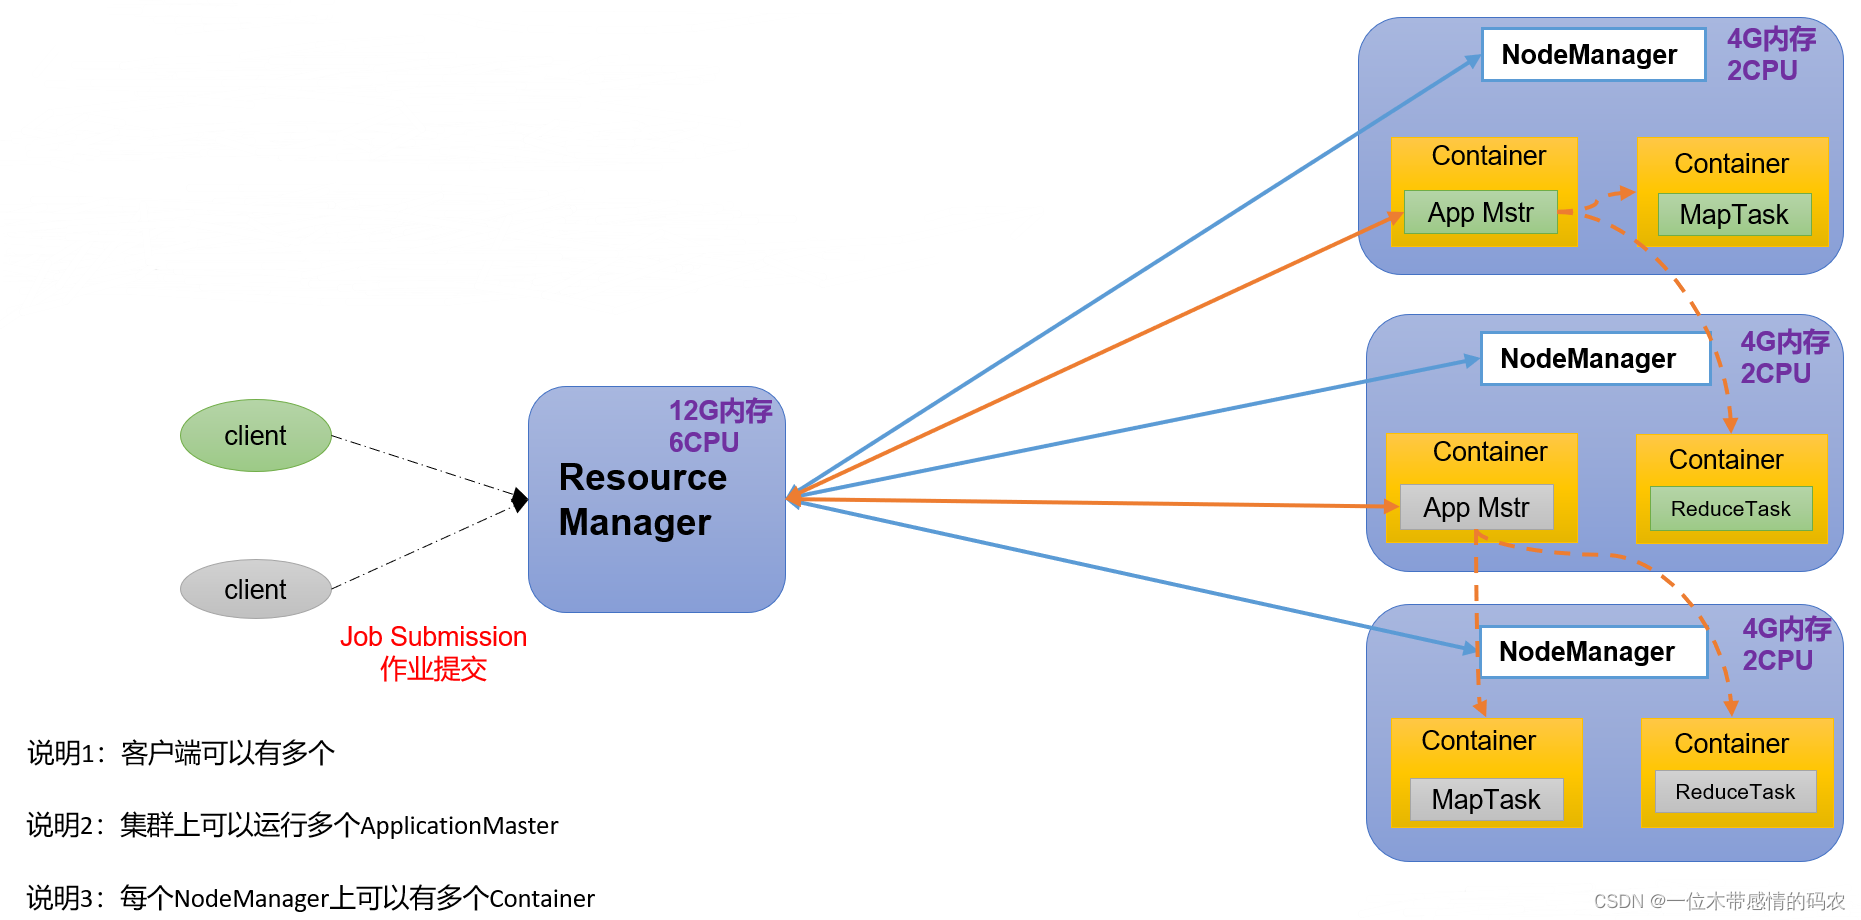 NodeManager
4G内存
2CPU
Container
App Mstr
Container
MapTask
NodeManager
4G内存
2CPU
Container
App Mstr
Container
ReduceTask
NodeManager
4G内存
2CPU
Container
MapTask
Container
ReduceTask
12G内存
6CPU
Resource
Manager
client
client
Job Submission
作业提交
说明1：客户端可以有多个
说明2：集群上可以运行多个ApplicationMaster
说明3：每个NodeManager上可以有多个Container
CSDN @一位木带感情的码农